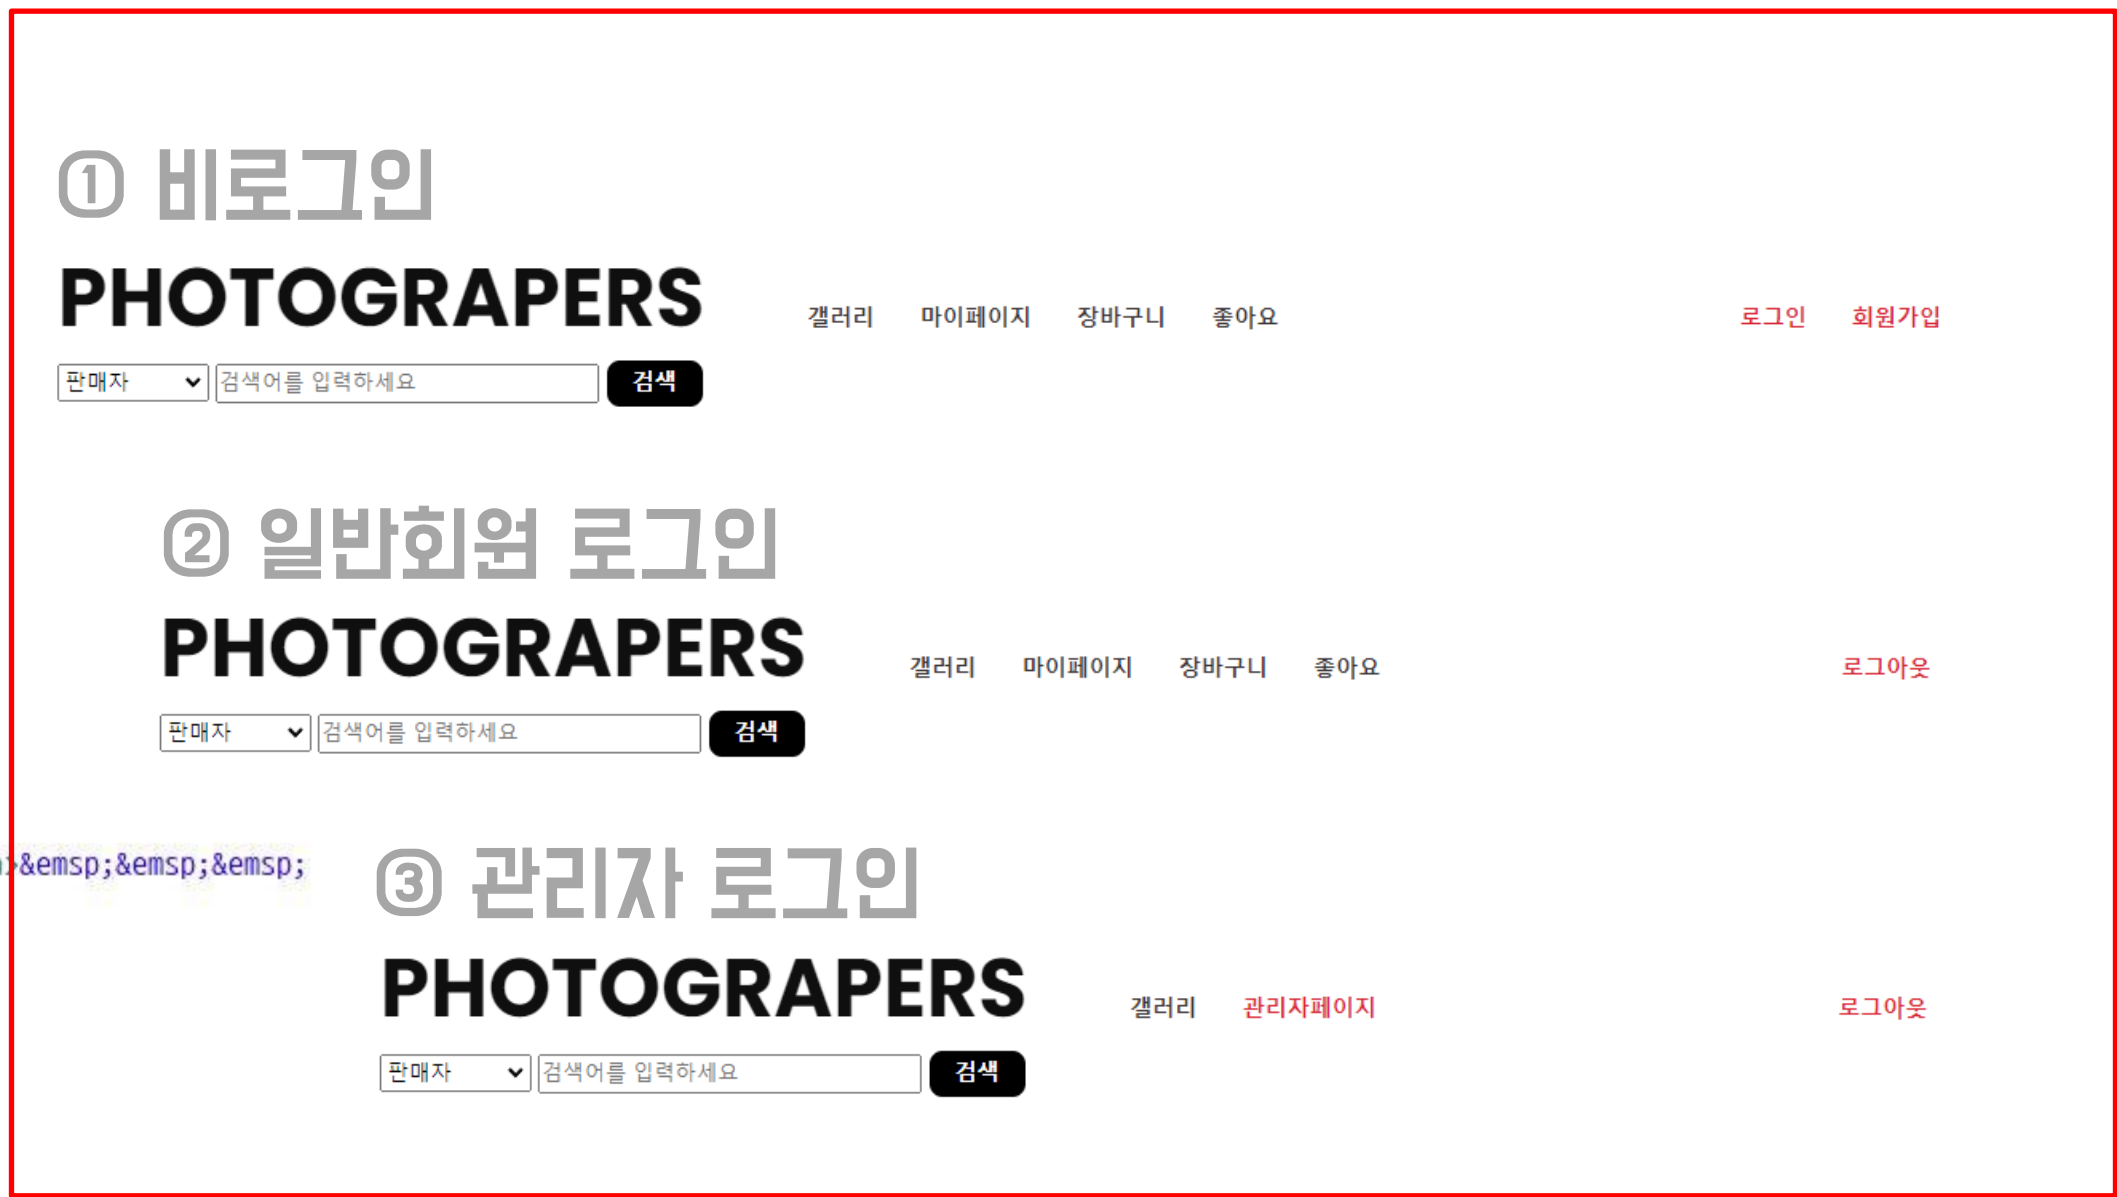 ① 비로그인
PHOTOGRAPERS
갤러리 마이페이지 장바구니 좋아요 로그인 회원가입
판매자 검색어를 입력하세요 검색
② 일반회원 로그인
PHOTOGRAPERS
갤러리 마이페이지 장바구니 좋아요 로그아웃
판매자 검색어를 입력하세요 검색
>&emsp;&emsp;&emsp;
③ 관리자 로그인
PHOTOGRAPERS
갤러리 관리자페이지 로그아웃
판매자 검색어를 입력하세요 검색